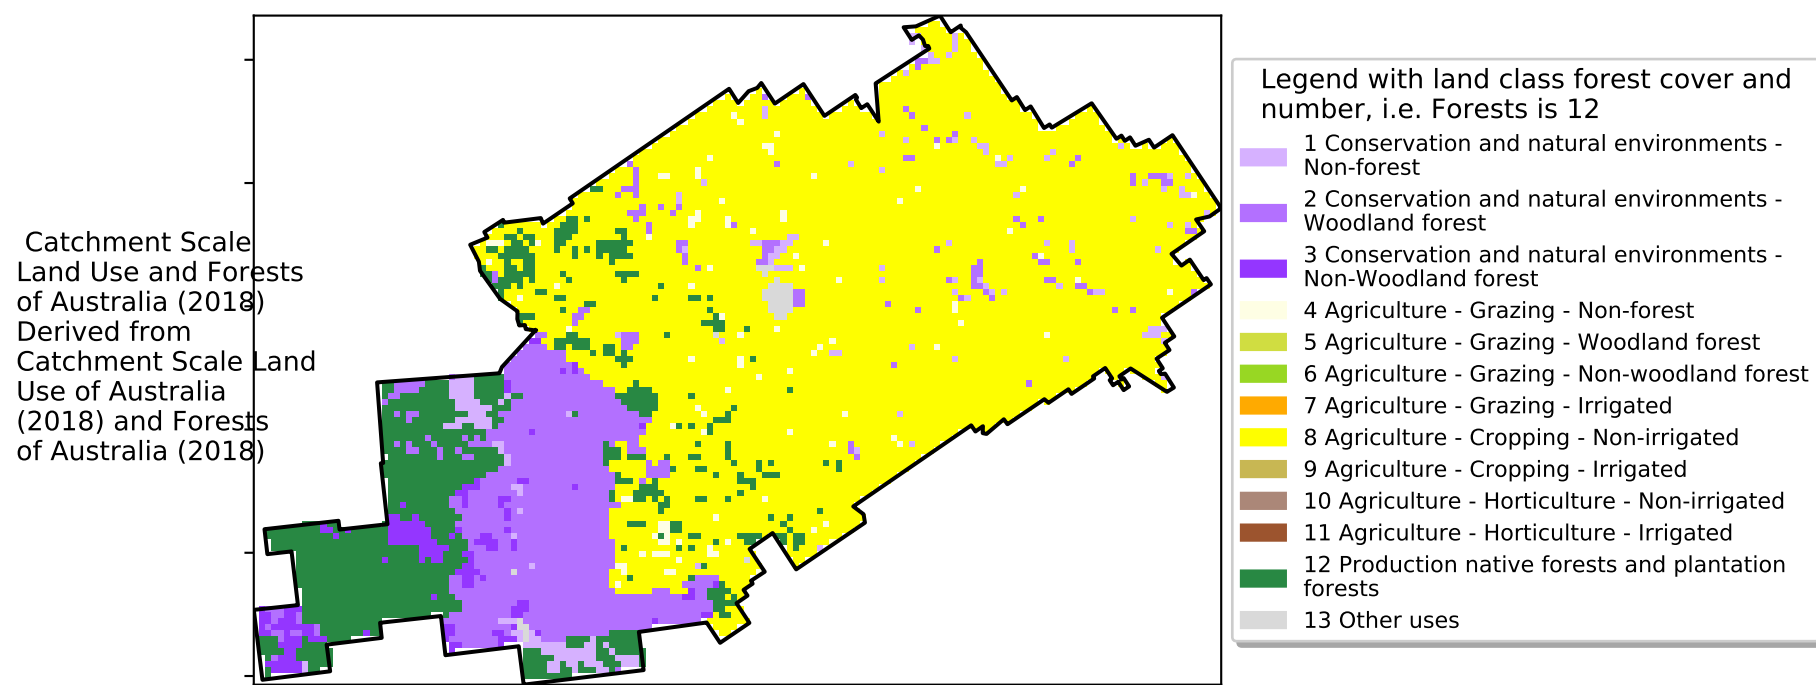 Catchment Scale
Land Use and Forests
of Australia (2018)
Derived from
Catchment Scale Land
Use of Australia
(2018) and Forests
of Australia (2018)
Legend with land class forest cover and
number, i.e. Forests is 12
1 Conservation and natural environments -
Non-forest
2 Conservation and natural environments -
Woodland forest
3 Conservation and natural environments -
Non-Woodland forest
4 Agriculture - Grazing - Non-forest
5 Agriculture - Grazing - Woodland forest
6 Agriculture - Grazing - Non-woodland forest
7 Agriculture - Grazing - Irrigated
8 Agriculture - Cropping - Non-irrigated
9 Agriculture - Cropping - Irrigated
10 Agriculture - Horticulture - Non-irrigated
11 Agriculture - Horticulture - Irrigated
12 Production native forests and plantation
forests
13 Other uses